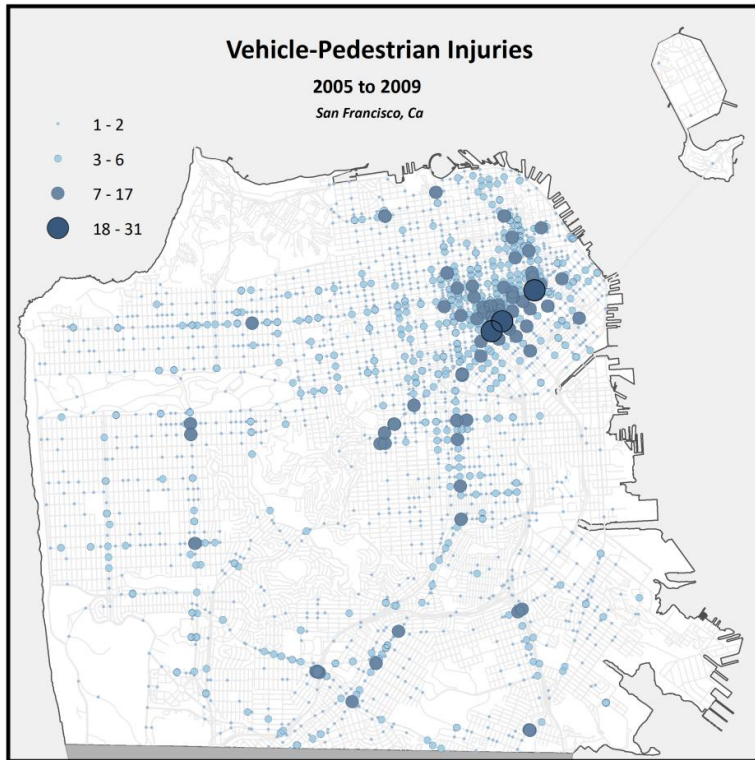 Vehicle-Pedestrian Injuries
2005 to 2009
San Francisco, Ca
1 - 2
3 - 6
7 - 17
18 - 31